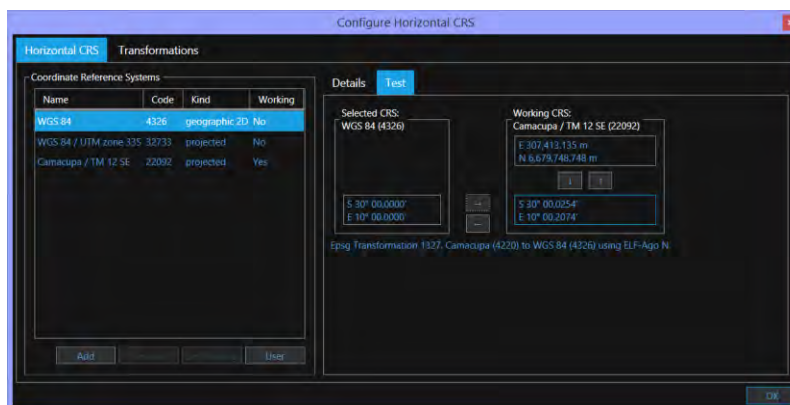 Configure Horizontal CRS
Horizontal CRS Transformations
Coordinate Reference Systems
Name Code Kind Working
WGS 84 4326 geographic 2D No
WGS 84 / UTM zone 33S 32733 projected No
Camacupa / TM 12 SE 22092 projected Yes
Add
User
Details Test
Selected CRS:
WGS 84 (4326)
S 30° 00.0000'
E 10° 00.0000'
Working CRS:
Camacupa / TM 12 SE (22092)
E 307,413.135 m
N 6,679,748.748 m
↓ ↑
S 30° 00.0254'
E 10° 00.2074'
Epsg Transformation 1327, Camacupa (4220) to WGS 84 (4326) using ELF-Ago N
OK